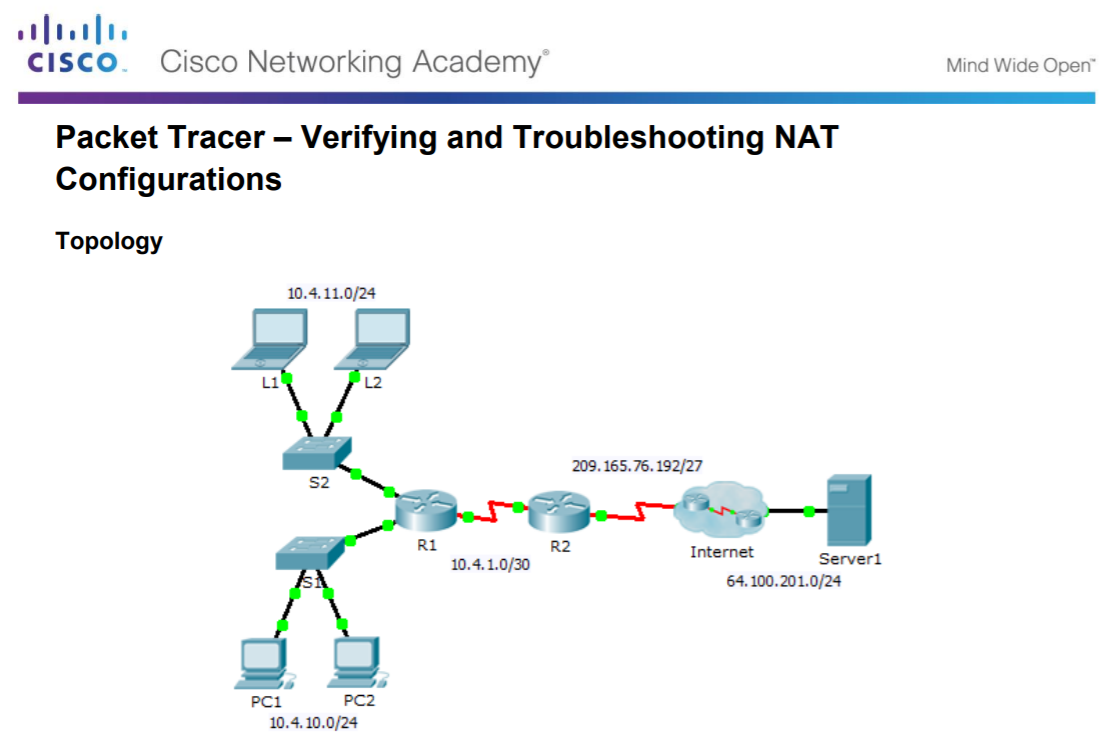 CISCO.
Cisco Networking Academy®
Mind Wide Open™
Packet Tracer – Verifying and Troubleshooting NAT
Configurations
Topology
10.4.11.0/24
L1
L2
S2
209.165.76.192/27
R1
R2
Internet
Server1
10.4.1.0/30
64.100.201.0/24
S1
PC1
PC2
10.4.10.0/24